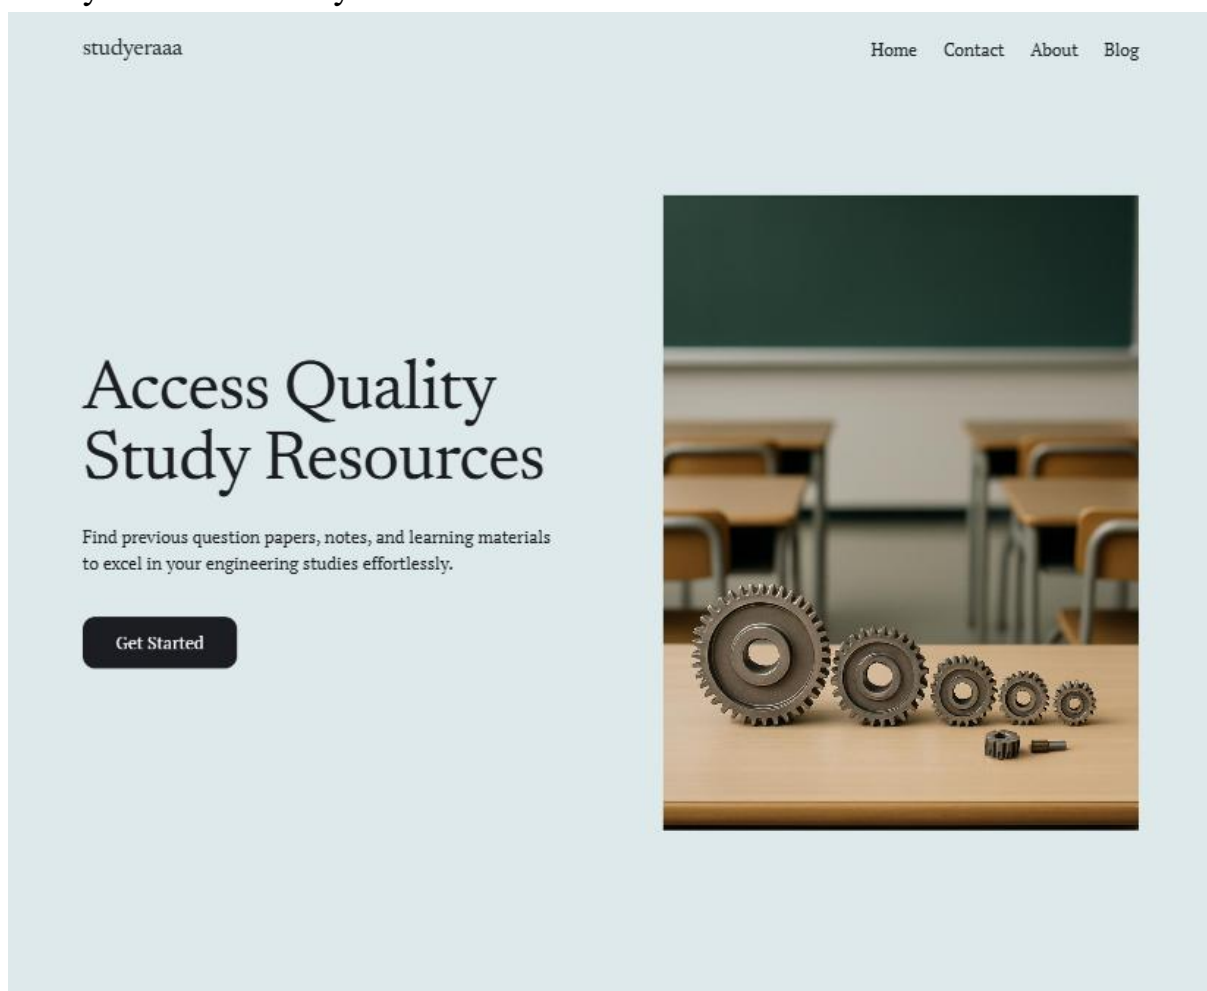 studyeraaa
Home Contact About Blog
Access Quality
Study Resources
Find previous question papers, notes, and learning materials
to excel in your engineering studies effortlessly.
Get Started